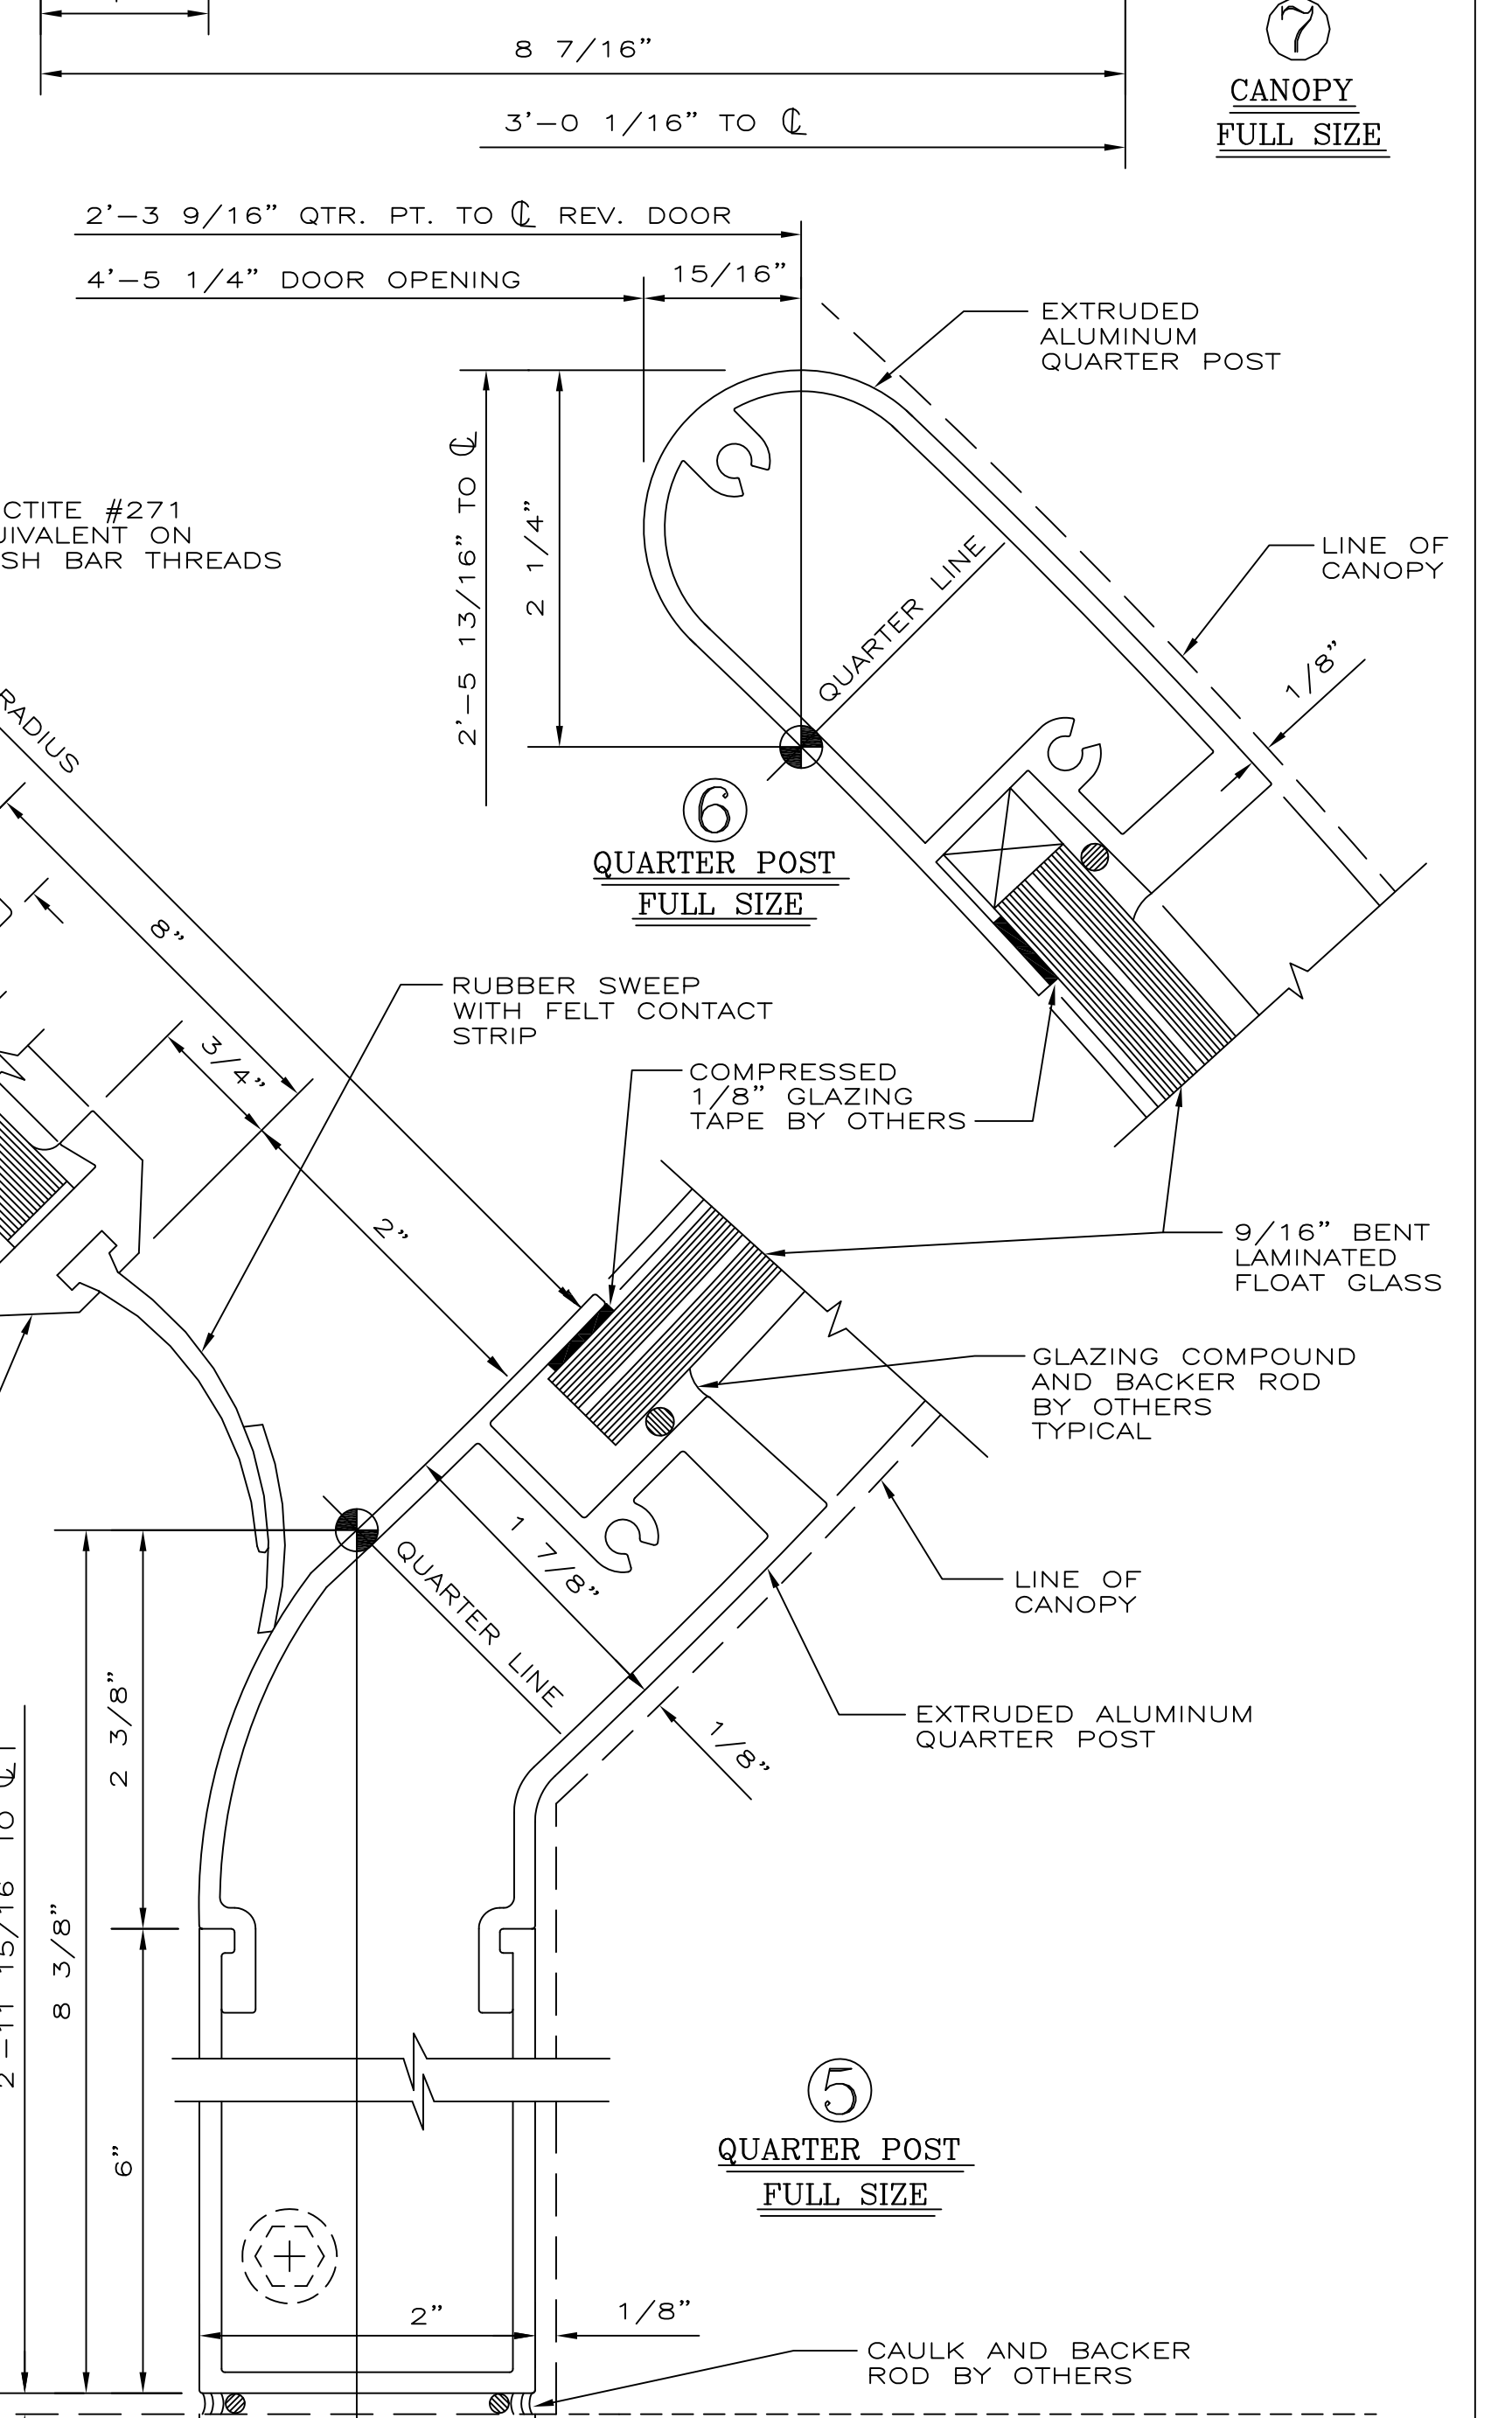 8 7/16”
3’-0 1/16” TO ℄
7
CANOPY
FULL SIZE
2’-3 9/16” QTR. PT. TO ℄ REV. DOOR
4’-5 1/4” DOOR OPENING
15/16”
EXTRUDED
ALUMINUM
QUARTER POST
2’-5 13/16” TO ℄
2 1/4”
CTITE #271
UIVALENT ON
SH BAR THREADS
QUARTER LINE
LINE OF
CANOPY
1/8”
RADIUS
6
QUARTER POST
FULL SIZE
8”
3/4”
RUBBER SWEEP
WITH FELT CONTACT
STRIP
COMPRESSED
1/8” GLAZING
TAPE BY OTHERS
2”
9/16” BENT
LAMINATED
FLOAT GLASS
GLAZING COMPOUND
AND BACKER ROD
BY OTHERS
TYPICAL
1 7/8”
QUARTER LINE
LINE OF
CANOPY
EXTRUDED ALUMINUM
QUARTER POST
1/8”
2 3/8”
8 3/8”
6”
5
QUARTER POST
FULL SIZE
2”
1/8”
CAULK AND BACKER
ROD BY OTHERS